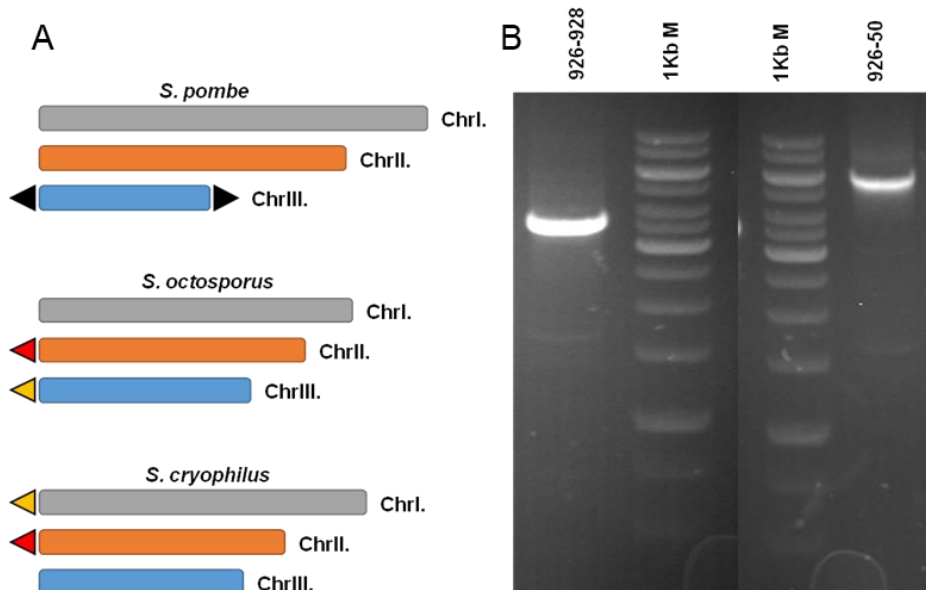 A
S. pombe
ChrI.
ChrII.
ChrIII.
S. octosporus
ChrI.
ChrII.
ChrIII.
S. cryophilus
ChrI.
ChrII.
ChrIII.
B
926-928
1Kb M
1Kb M
926-50